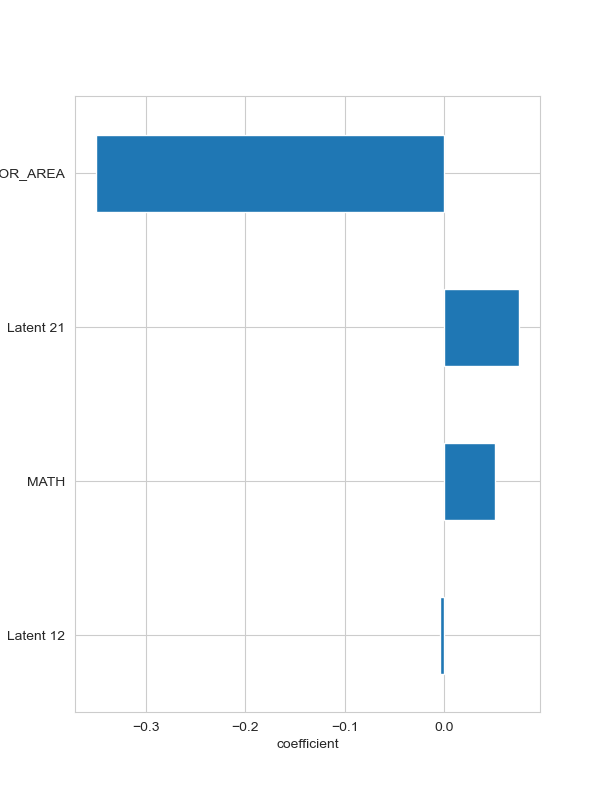 OR_AREA
Latent 21
MATH
Latent 12
−0.3 −0.2 −0.1 0.0
coefficient